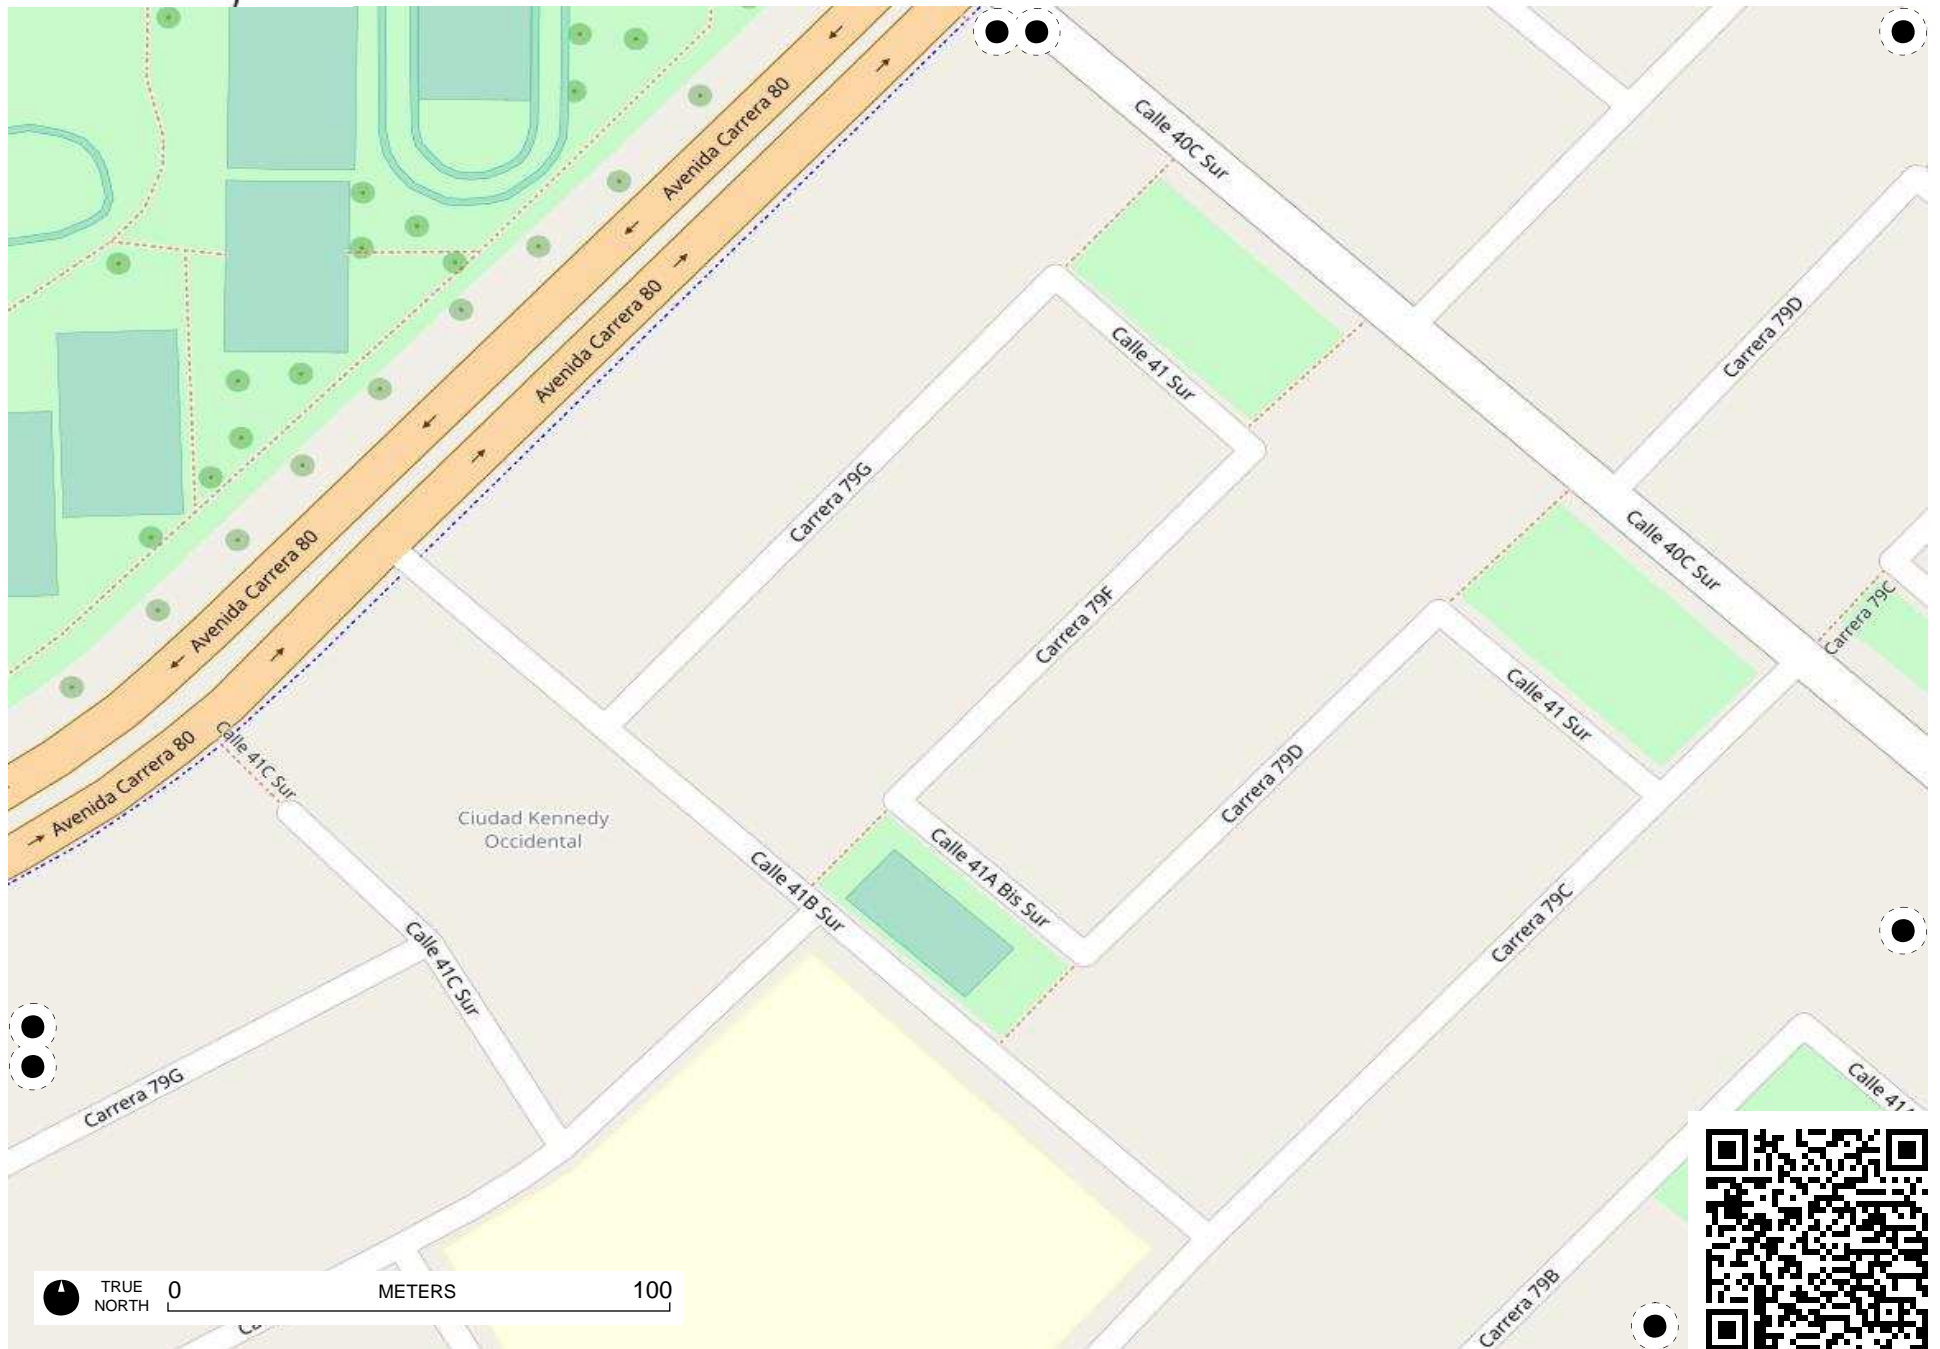 Avenida Carrera 80
Calle 40C Sur
Avenida Carrera 80
Carrera 79D
Calle 41 Sur
Carrera 79G
Calle 40C Sur
Avenida Carrera 80
Carrera 79F
Carrera 79C
Calle 41 Sur
Calle 41C Sur
Avenida Carrera 80
Carrera 79D
Ciudad Kennedy
Occidental
Calle 41A Bis Sur
Calle 41B Sur
Carrera 79C
Calle 41C Sur
Carrera 79G
Calle 41A
Carrera 79B
TRUE
NORTH
0 METERS 100